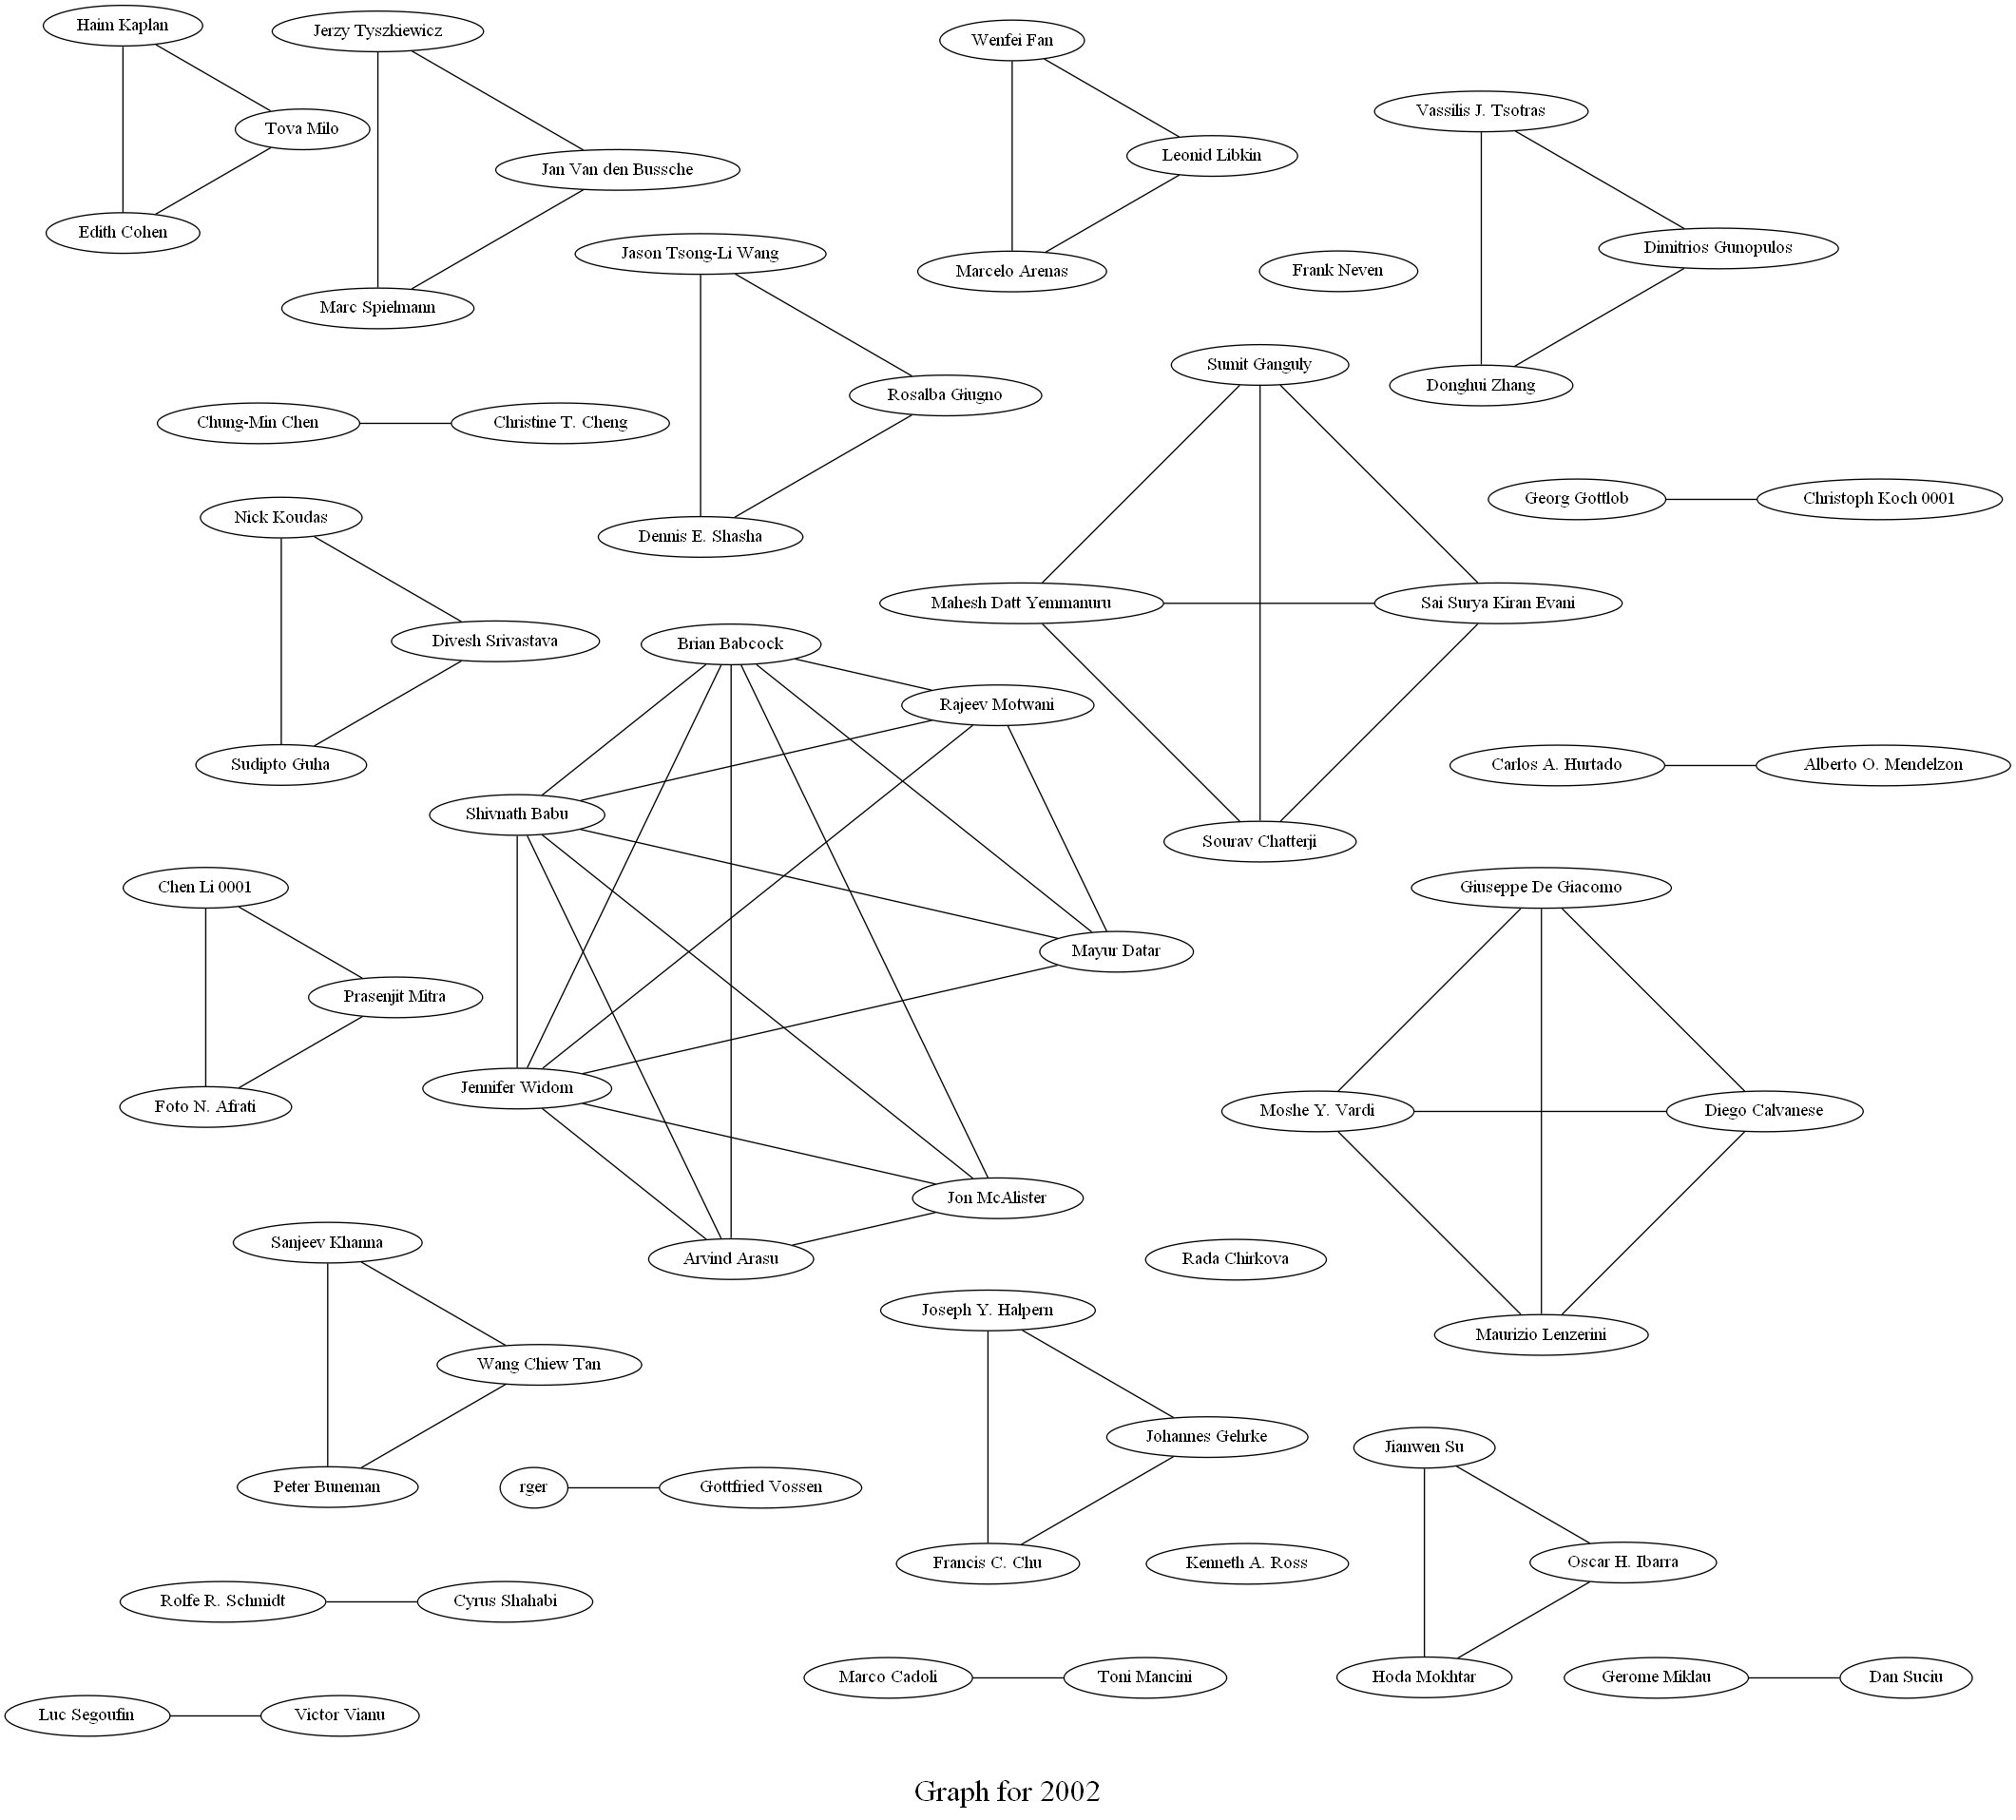 Haim Kaplan
Jerzy Tyszkiewicz
Wenfei Fan
Vassilis J. Tsotras
Tova Milo
Leonid Libkin
Jan Van den Bussche
Edith Cohen
Dimitrios Gunopulos
Jason Tsong-Li Wang
Marcelo Arenas
Frank Neven
Marc Spielmann
Sumit Ganguly
Donghui Zhang
Rosalba Giugno
Chung-Min Chen
Christine T. Cheng
Georg Gottlob
Christoph Koch 0001
Nick Koudas
Dennis E. Shasha
Mahesh Datt Yemmanuru
Sai Surya Kiran Evani
Divesh Srivastava
Brian Babcock
Rajeev Motwani
Sudipto Guha
Carlos A. Hurtado
Alberto O. Mendelzon
Shivnath Babu
Sourav Chatterji
Chen Li 0001
Giuseppe De Giacomo
Mayur Datar
Prasenjit Mitra
Jennifer Widom
Foto N. Afrati
Moshe Y. Vardi
Diego Calvanese
Jon McAlister
Sanjeev Khanna
Arvind Arasu
Rada Chirkova
Joseph Y. Halpern
Maurizio Lenzerini
Wang Chiew Tan
Johannes Gehrke
Jianwen Su
Peter Buneman
rger
Gottfried Vossen
Francis C. Chu
Kenneth A. Ross
Oscar H. Ibarra
Rolfe R. Schmidt
Cyrus Shahabi
Marco Cadoli
Toni Mancini
Hoda Mokhtar
Gerome Miklau
Dan Suciu
Luc Segoufin
Victor Vianu
Graph for 2002